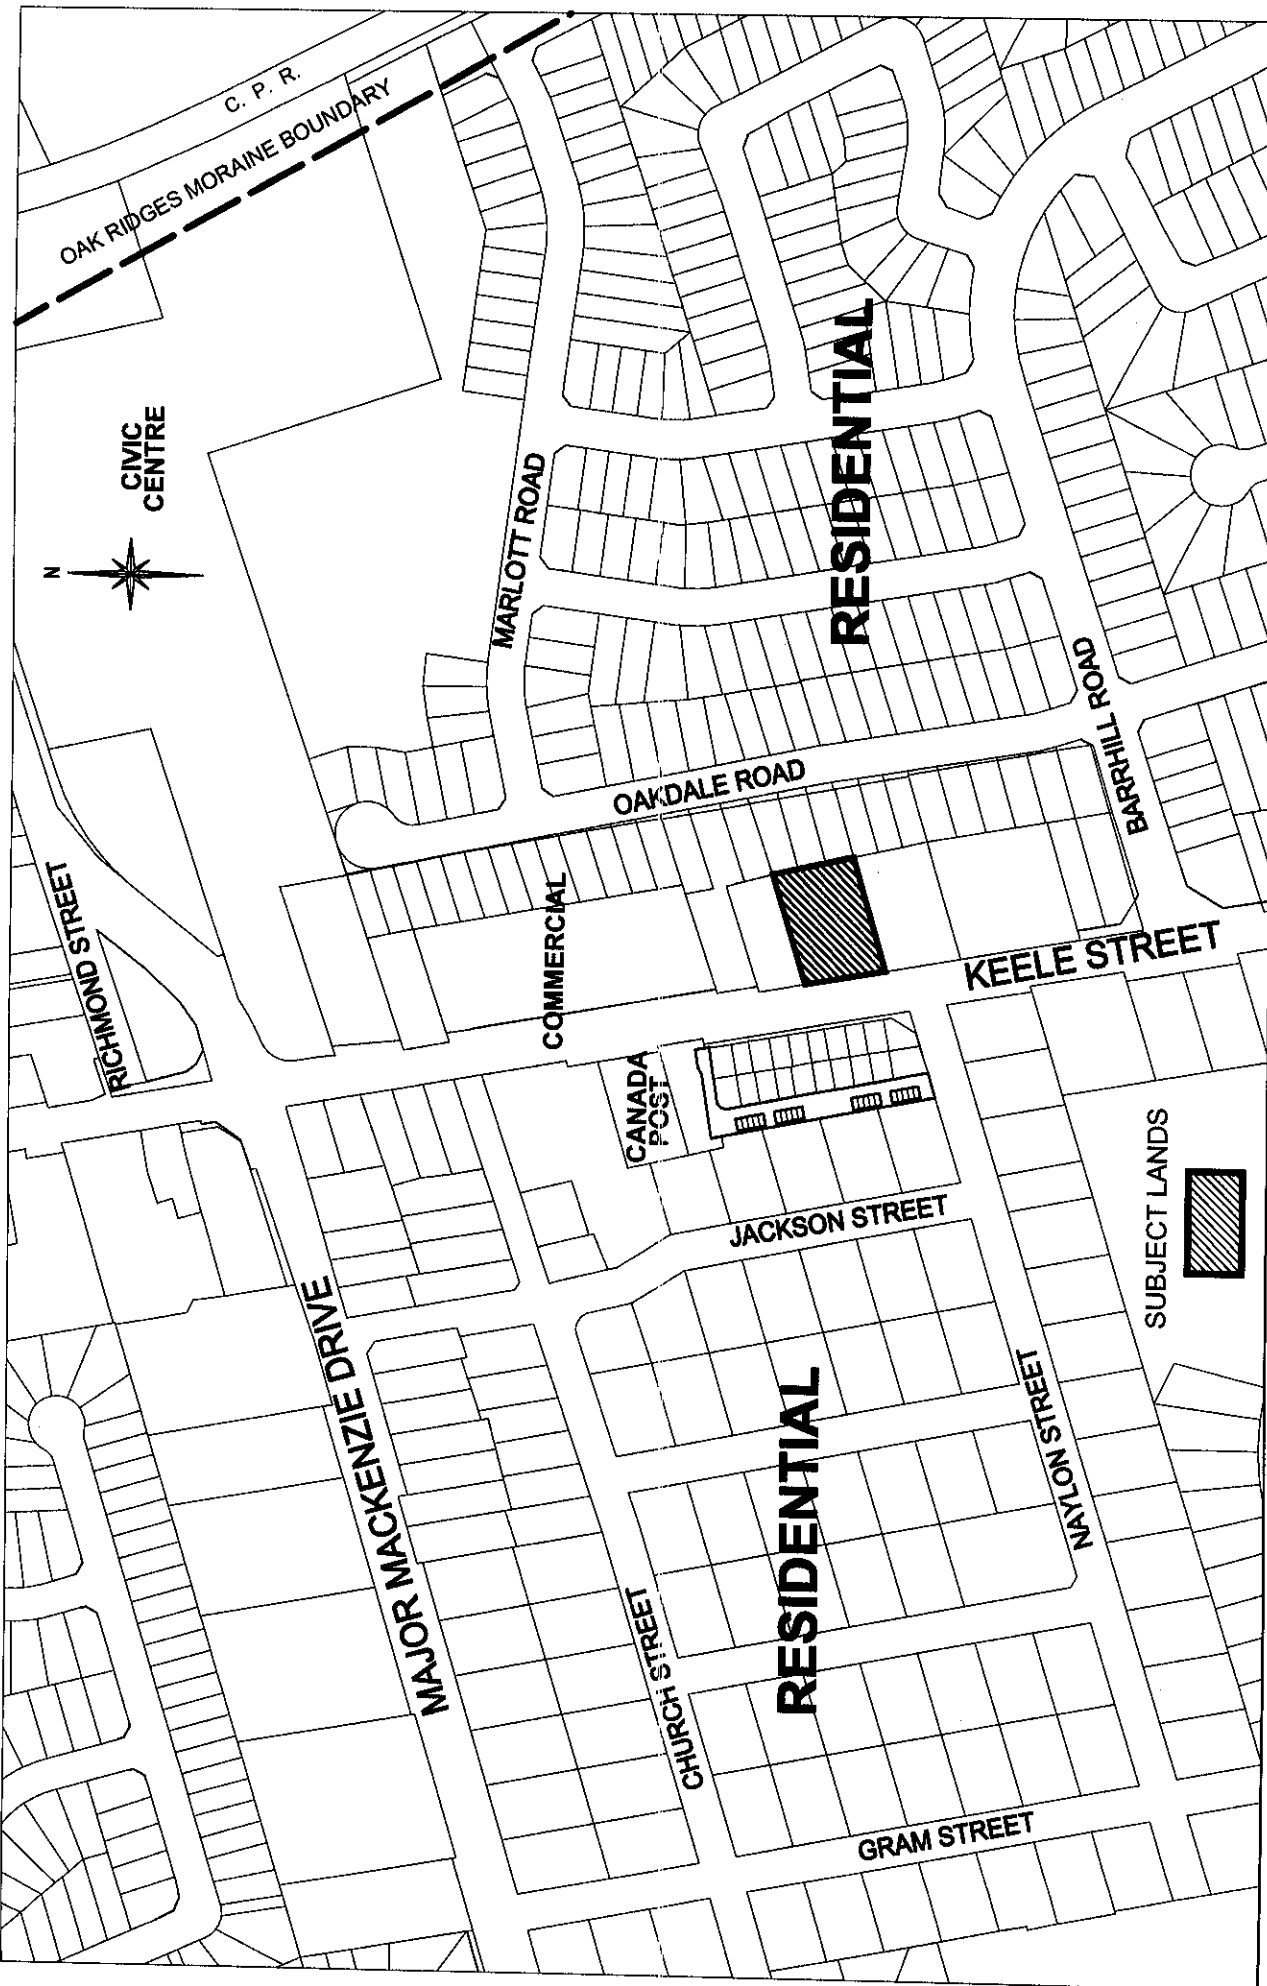 C. P. R.
OAK RIDGES MORAINE BOUNDARY
CIVIC
CENTRE
N
MARLOTT ROAD
RESIDENTIAL
RICHMOND STREET
OAKDALE ROAD
BARRHILL ROAD
COMMERCIAL
KEELE STREET
CANADA
POST
JACKSON STREET
SUBJECT LANDS
MAJOR MACKENZIE DRIVE
NAYLON STREET
RESIDENTIAL
CHURCH STREET
GRAM STREET